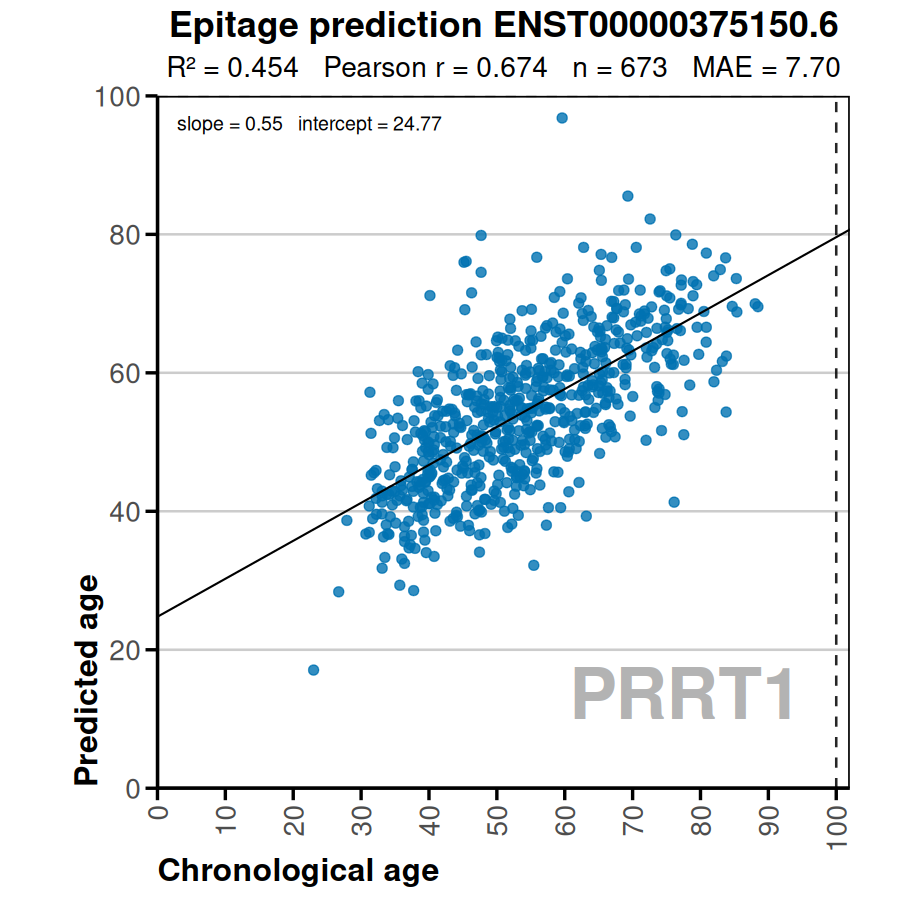 Epitage prediction ENST00000375150.6
R² = 0.454 Pearson r = 0.674 n = 673 MAE = 7.70
slope = 0.55 intercept = 24.77
100
80
60
40
20
0
Predicted age
PRRT1
0 10 20 30 40 50 60 70 80 90 100
Chronological age